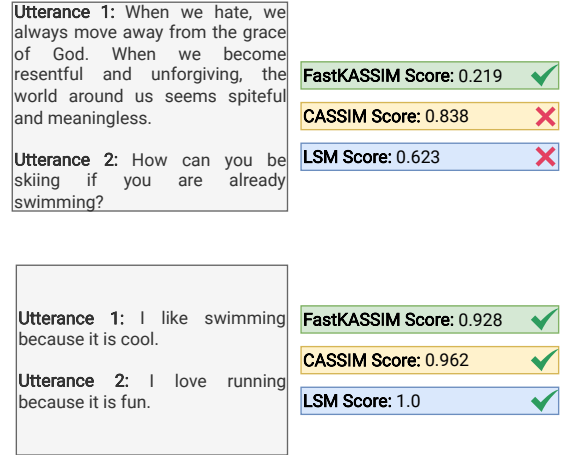 Utterance 1: When we hate, we
always move away from the grace
of God. When we become
resentful and unforgiving, the
world around us seems spiteful
and meaningless.
Utterance 2: How can you be
skiing if you are already
swimming?
FastKASSIM Score: 0.219
CASSIM Score: 0.838
LSM Score: 0.623
Utterance 1: I like swimming
because it is cool.
Utterance 2: I love running
because it is fun.
FastKASSIM Score: 0.928
CASSIM Score: 0.962
LSM Score: 1.0